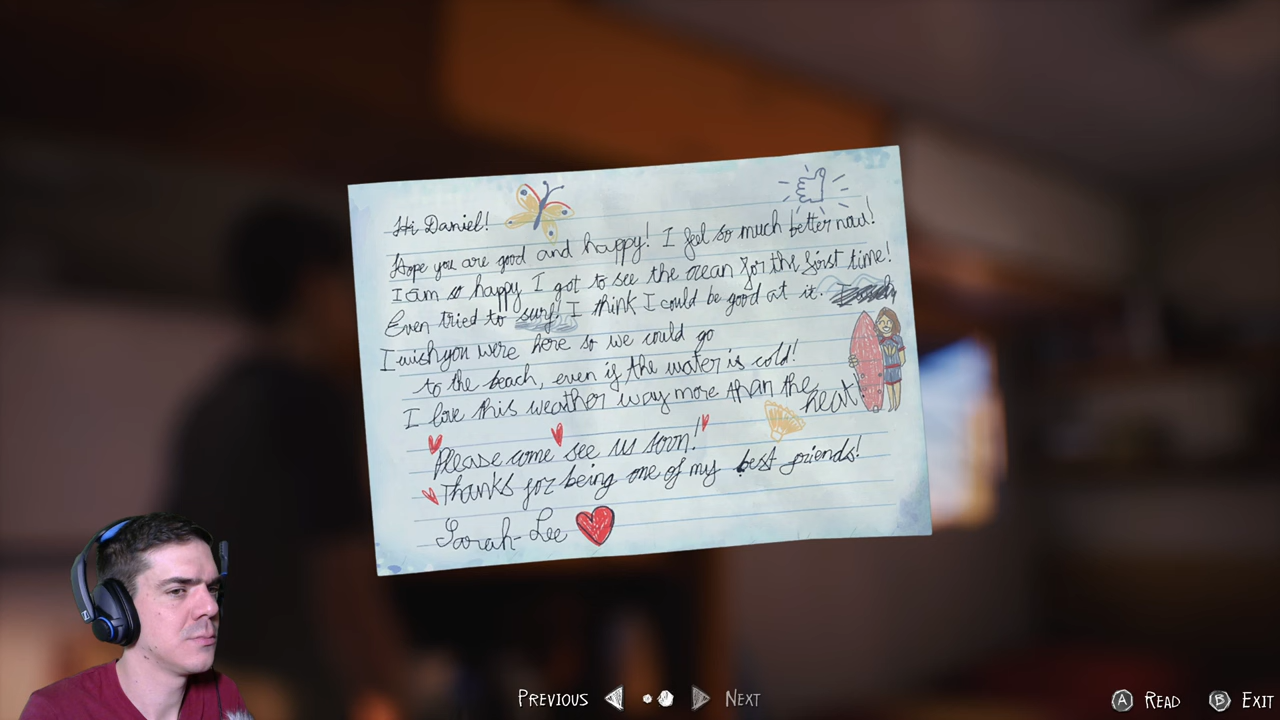 Hi Daniel!
Hope you are good and happy! I feel so much better now!
I am so happy I got to see the ocean for the first time!
Even tried to surf. I think I could be good at it.
I wish you were here so we could go
to the beach, even if the water is cold!
I love this weather way more than the heat!
Please come see us soon!
Thanks for being one of my best friends!
Sarah-Lee
PREVIOUS NEXT
A READ B EXIT